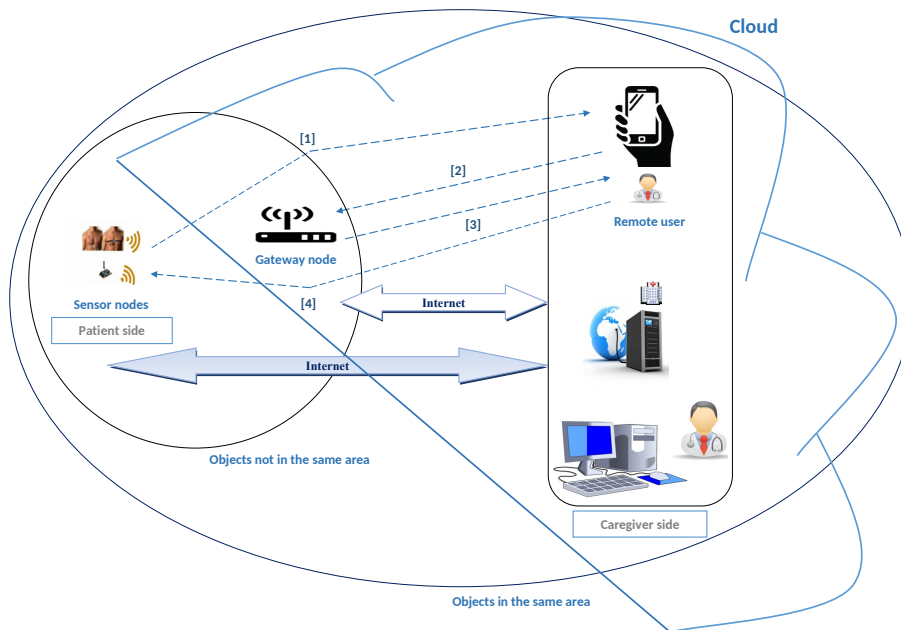 Cloud
[1]
[2]
Remote user
[3]
Gateway node
Sensor nodes
[4]
Internet
Patient side
Internet
Objects not in the same area
Caregiver side
Objects in the same area